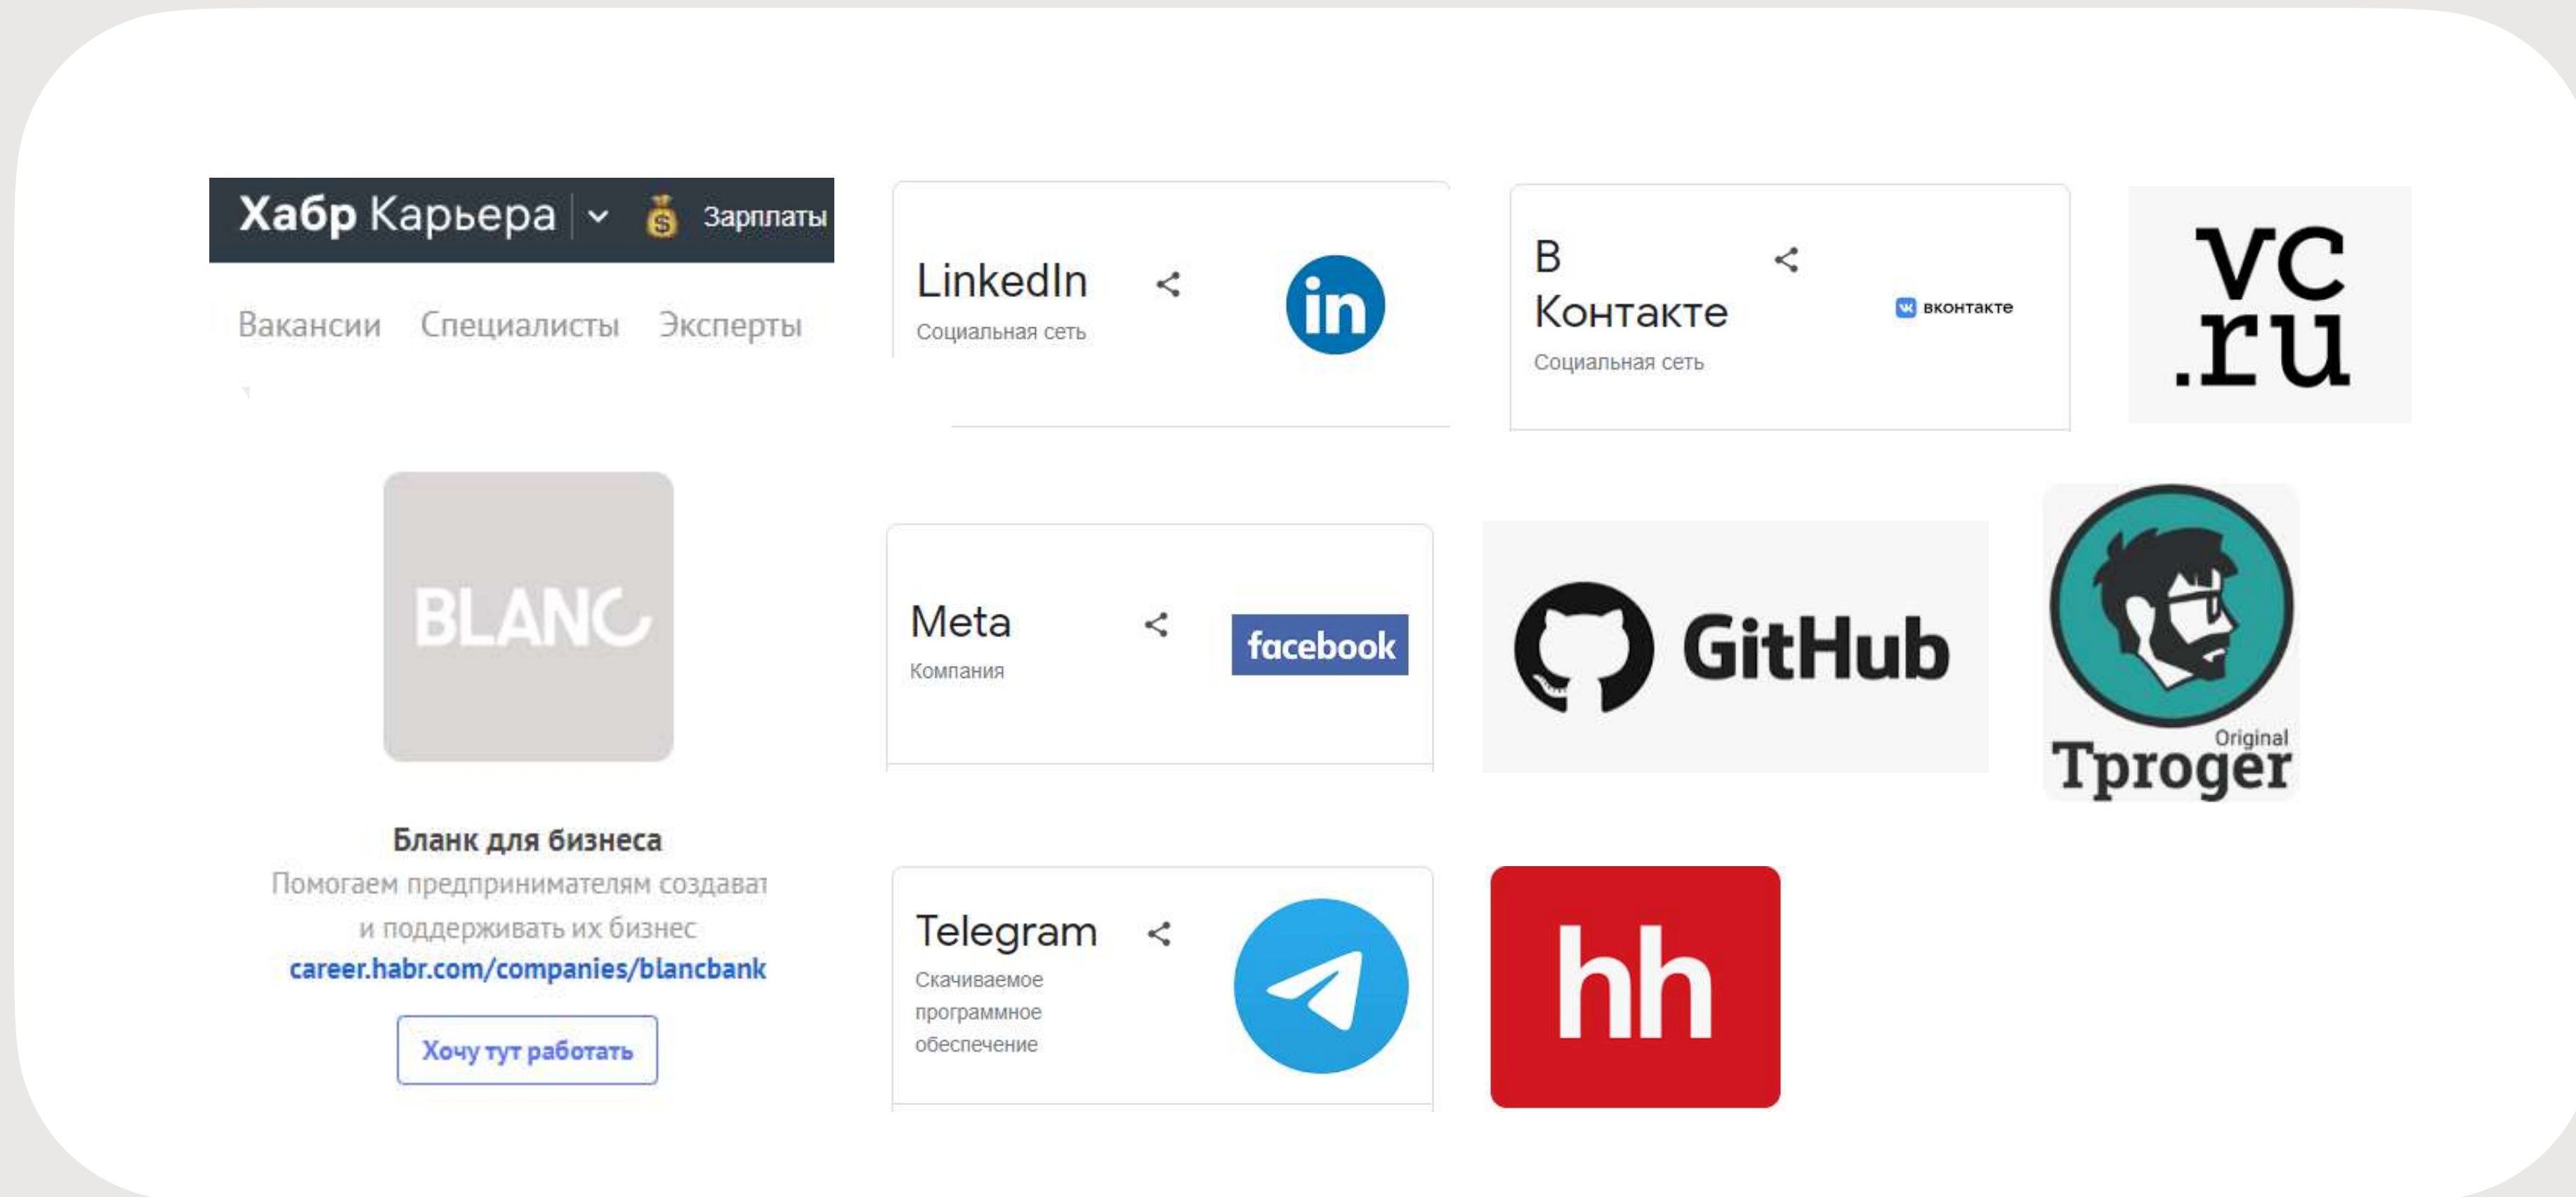 Хабр Карьера
Зарплаты
Вакансии Специалисты Эксперты
BLANC
Бланк для бизнеса
Помогаем предпринимателям создават
и поддерживать их бизнес
career.habr.com/companies/blancbank
Хочу тут работать
LinkedIn
Социальная сеть
in
В
Контакте
Социальная сеть
вконтакте
vc
.ru
Meta
Компания
facebook
GitHub
Original
Tproger
Telegram
Скачиваемое
программное
обеспечение
hh